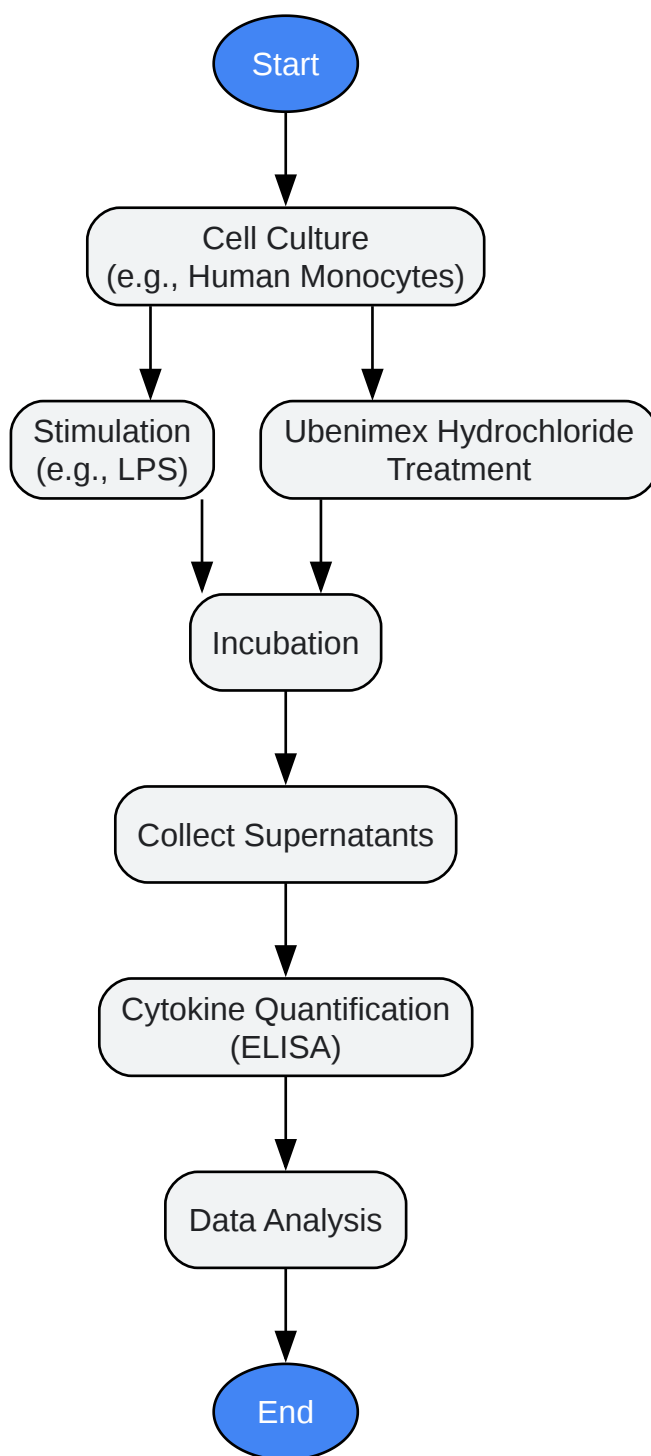 Start
Cell Culture
(e.g., Human Monocytes)
Stimulation
(e.g., LPS)
Ubenimex Hydrochloride
Treatment
Incubation
Collect Supernatants
Cytokine Quantification
(ELISA)
Data Analysis
End